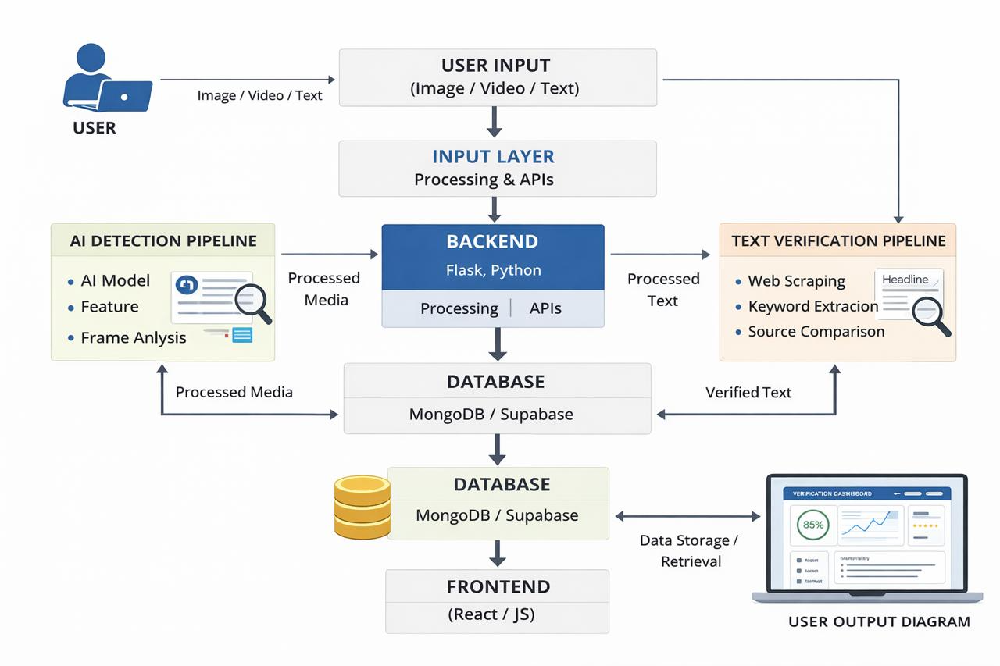 USER
Image / Video / Text
USER INPUT
(Image / Video / Text)
INPUT LAYER
Processing & APIs
AI DETECTION PIPELINE
AI Model
Feature
Frame Anlysis
Processed
Media
BACKEND
Flask, Python
Processing | APIs
Processed
Text
TEXT VERIFICATION PIPELINE
Web Scraping
Keyword Extracion
Source Comparison
Headline
Processed Media
DATABASE
MongoDB / Supabase
Verified Text
DATABASE
MongoDB / Supabase
Data Storage /
Retrieval
VERIFICATION DASHBOARD
85%
FRONTEND
(React / JS)
USER OUTPUT DIAGRAM